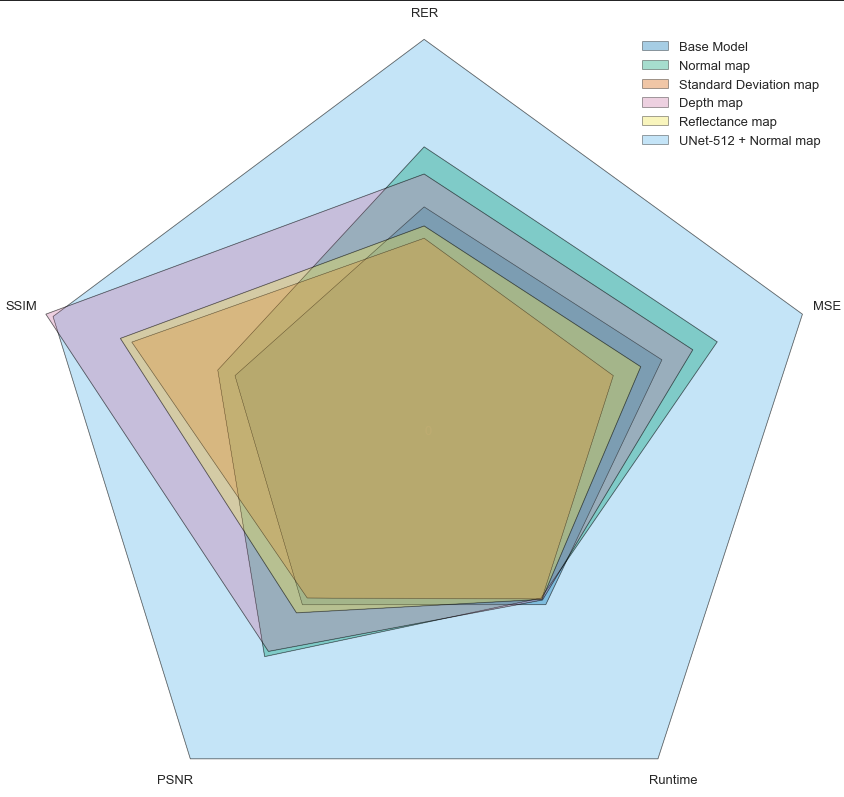 RER
Base Model
Normal map
Standard Deviation map
Depth map
Reflectance map
UNet-512 + Normal map
SSIM
MSE
PSNR
Runtime